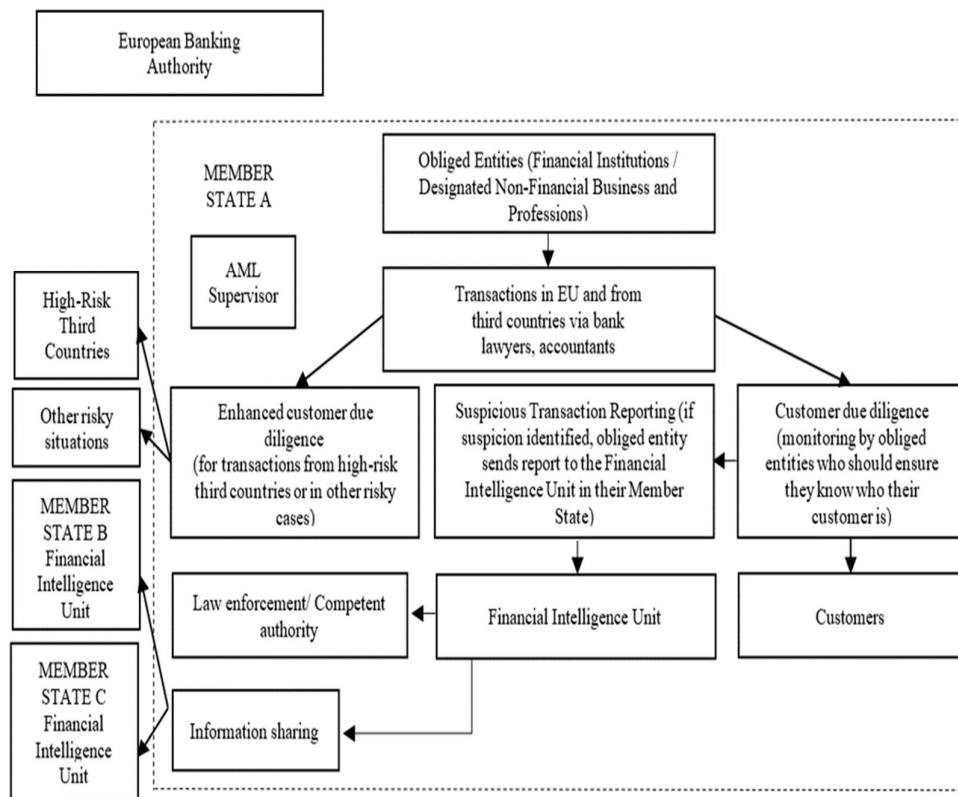 European Banking
Authority
MEMBER
STATE A
Obliged Entities (Financial Institutions /
Designated Non-Financial Business and
Professions)
AML
Supervisor
High-Risk
Third
Countries
Transactions in EU and from
third countries via bank
lawyers, accountants
Other risky
situations
Enhanced customer due
diligence
(for transactions from high-risk
third countries or in other risky
cases)
Suspicious Transaction Reporting (if
suspicion identified, obliged entity
sends report to the Financial
Intelligence Unit in their Member
State)
Customer due diligence
(monitoring by obliged
entities who should ensure
they know who their
customer is)
MEMBER
STATE B
Financial
Intelligence
Unit
Law enforcement/ Competent
authority
Financial Intelligence Unit
Customers
MEMBER
STATE C
Financial
Intelligence
Unit
Information sharing